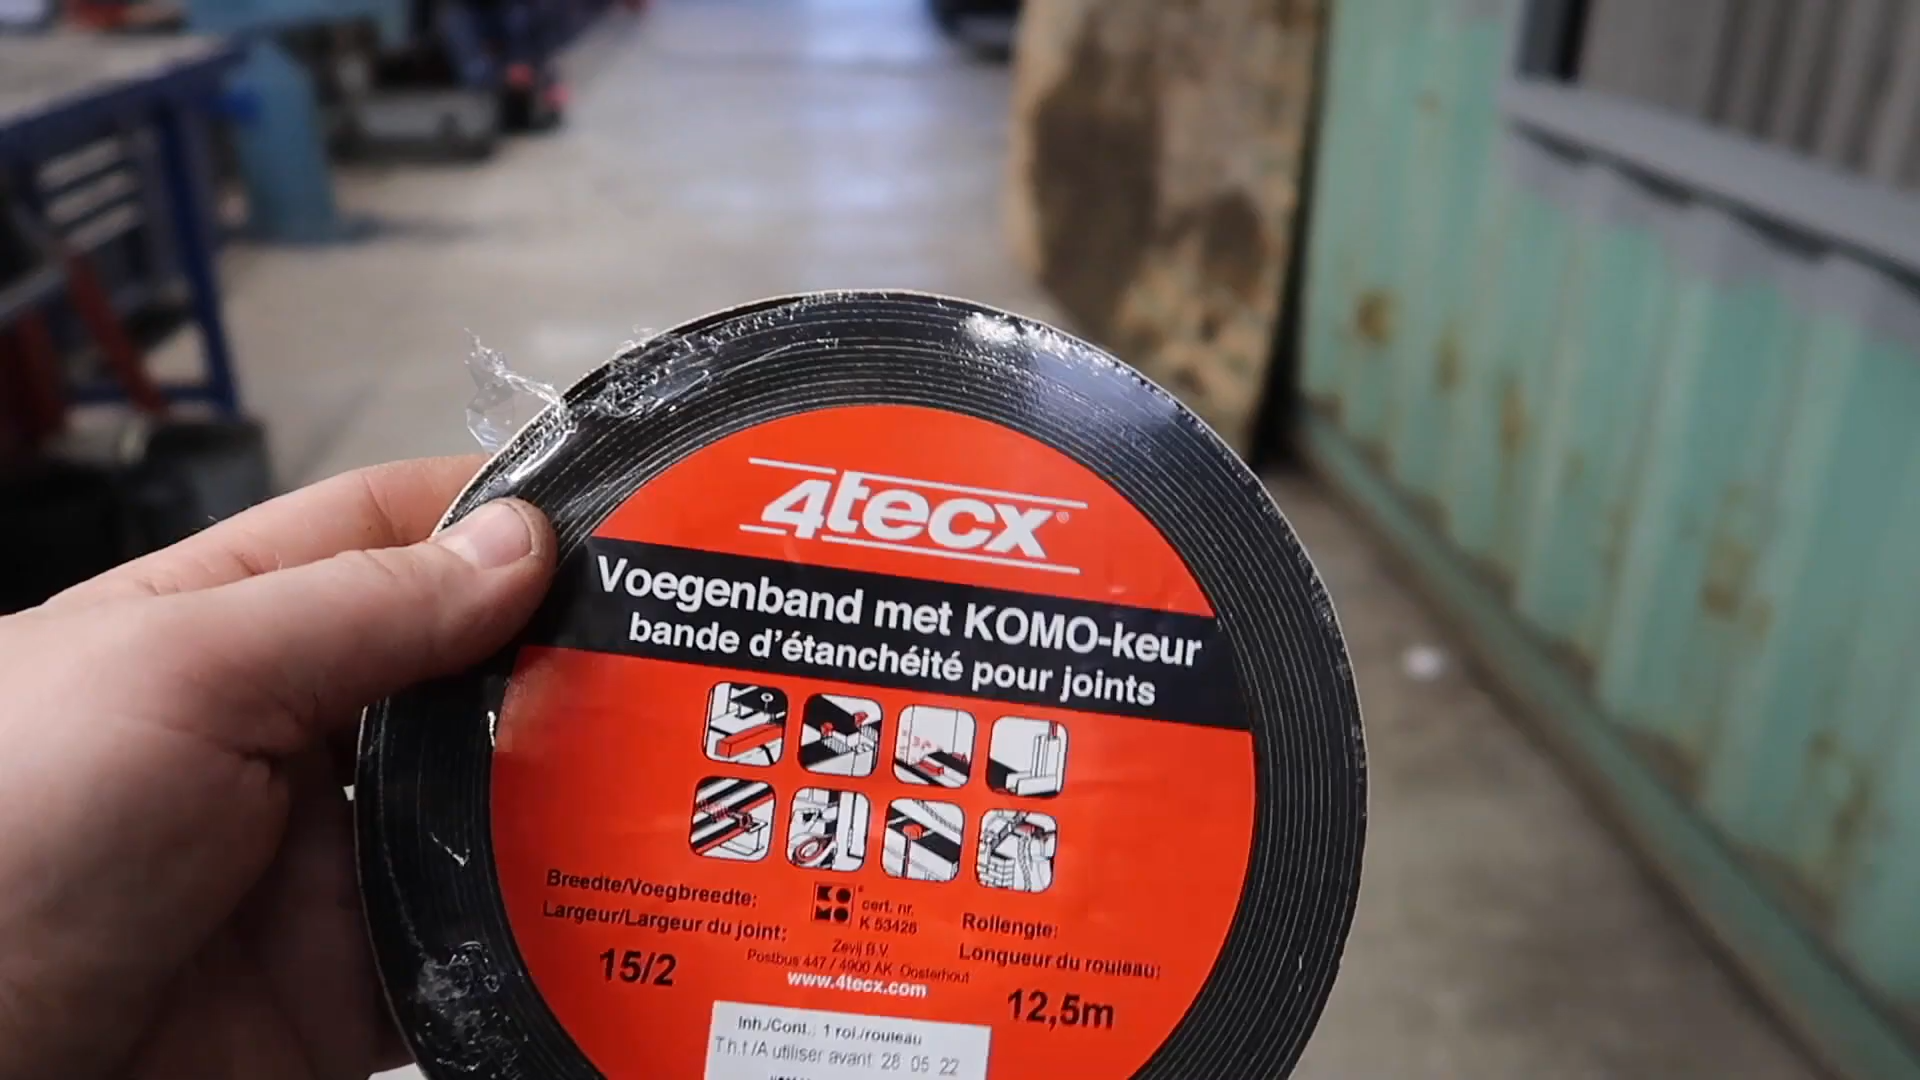 4tecx®
Voegenband met KOMO-keur
bande d'étanchéité pour joints
Breedte/Voegbreedte:
Largeur/Largeur du joint:
15/2
KOMO®
cert. nr.
K 53426
Zevij B.V.
Postbus 447 / 4900 AK Oosterhout
www.4tecx.com
Rollengte:
Longueur du rouleau:
12,5m
Inh./Cont.: 1 rol./rouleau
T.h.t /A utiliser avant: 28 05 22